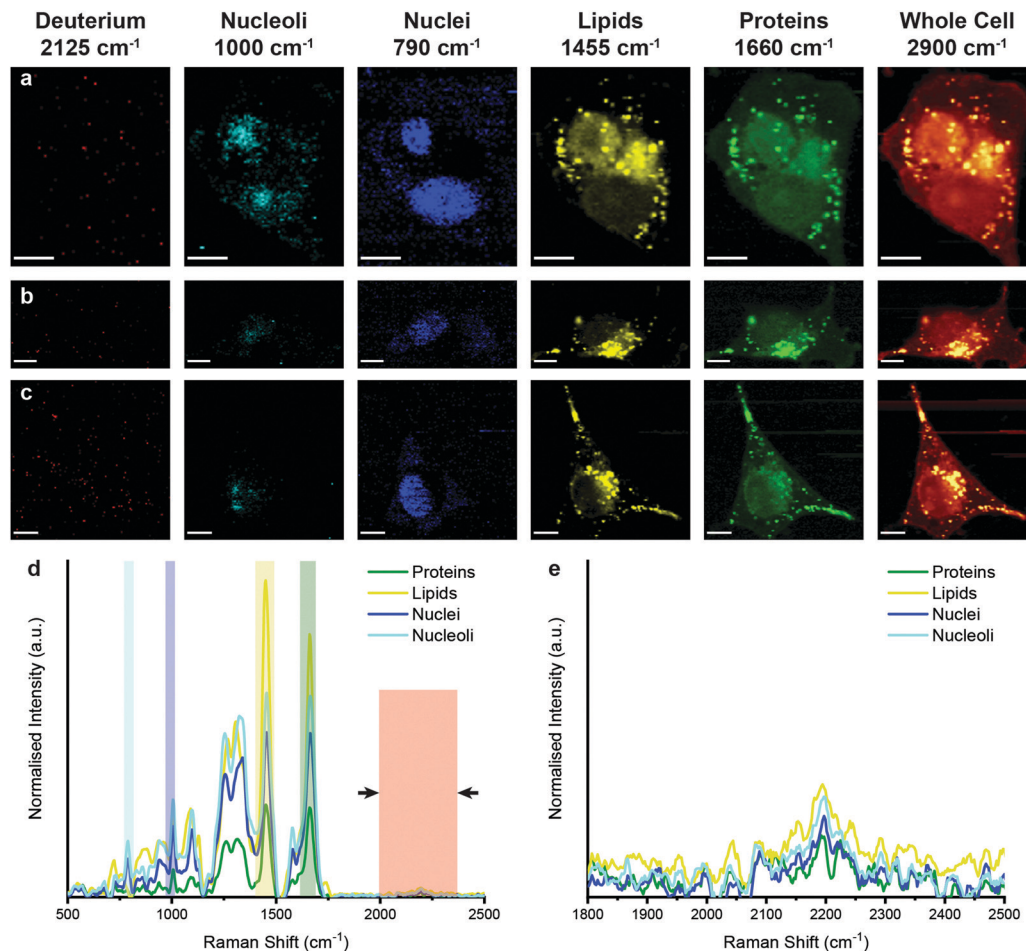 Deuterium
2125 cm⁻¹
Nucleoli
1000 cm⁻¹
Nuclei
790 cm⁻¹
Lipids
1455 cm⁻¹
Proteins
1660 cm⁻¹
Whole Cell
2900 cm⁻¹
a
b
c
d
Proteins
Lipids
Nuclei
Nucleoli
Normalised Intensity (a.u.)
500
1000
1500
2000
2500
Raman Shift (cm⁻¹)
e
Proteins
Lipids
Nuclei
Nucleoli
Normalised Intensity (a.u.)
1800
1900
2000
2100
2200
2300
2400
2500
Raman Shift (cm⁻¹)